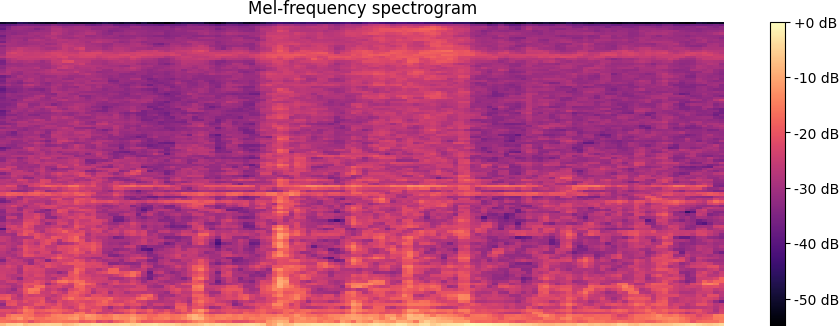 Mel-frequency spectrogram
+0 dB
-10 dB
-20 dB
-30 dB
-40 dB
-50 dB